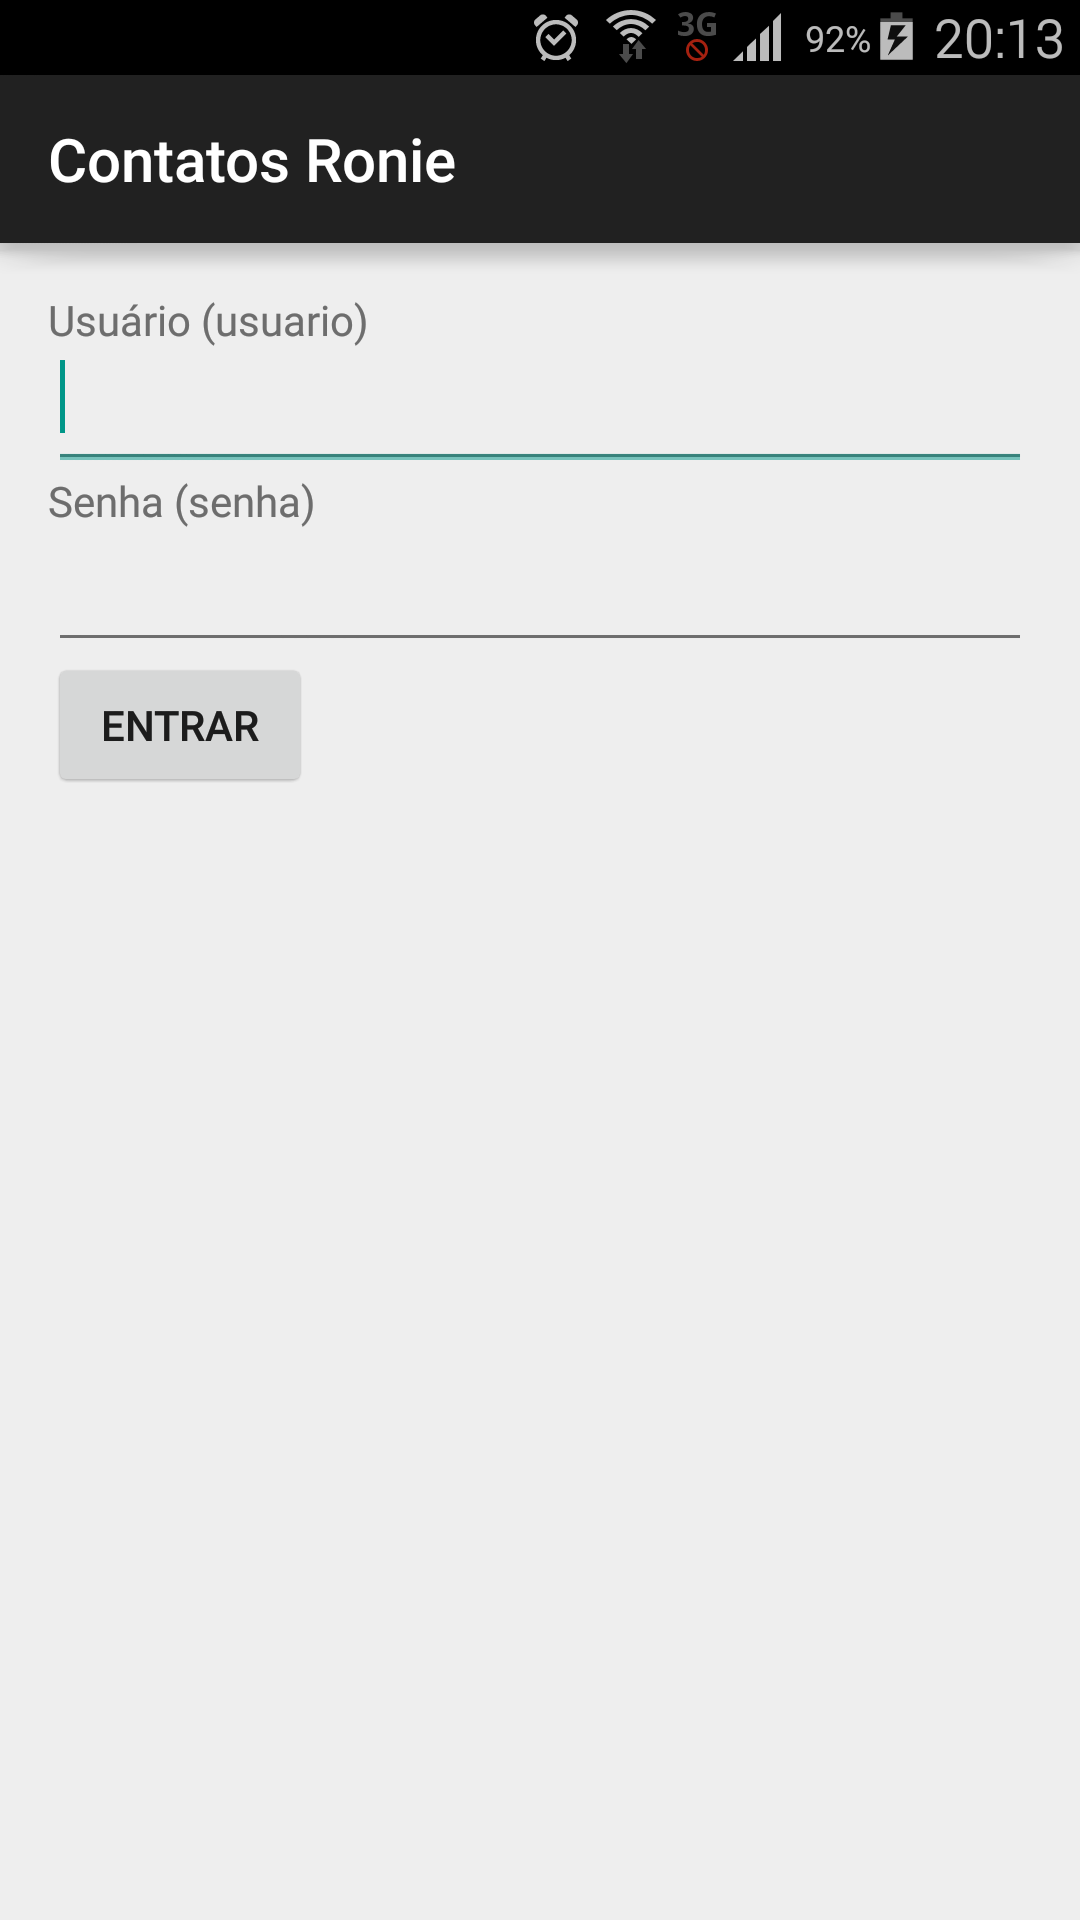 3G 92% 20:13
Contatos Ronie
Usuário (usuario)
Senha (senha)
ENTRAR